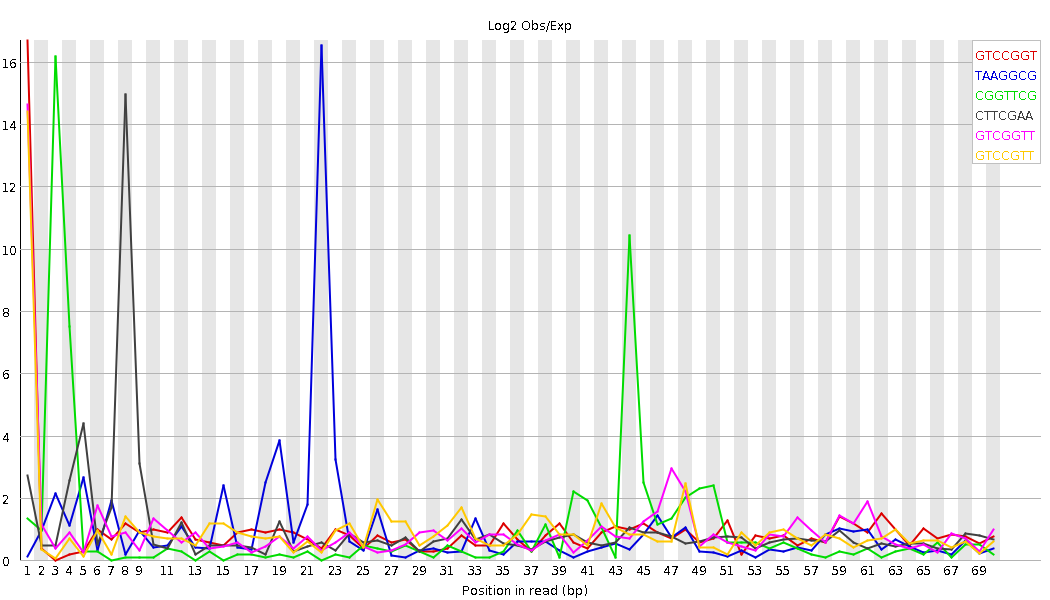 Log2 Obs/Exp
16
14
12
10
8
6
4
2
0
GTCCGGT
TAAGGCG
CGGTTCG
CTTCGAA
GTCGGTT
GTCCGTT
1 2 3 4 5 6 7 8 9 11 13 15 17 19 21 23 25 27 29 31 33 35 37 39 41 43 45 47 49 51 53 55 57 59 61 63 65 67 69
Position in read (bp)